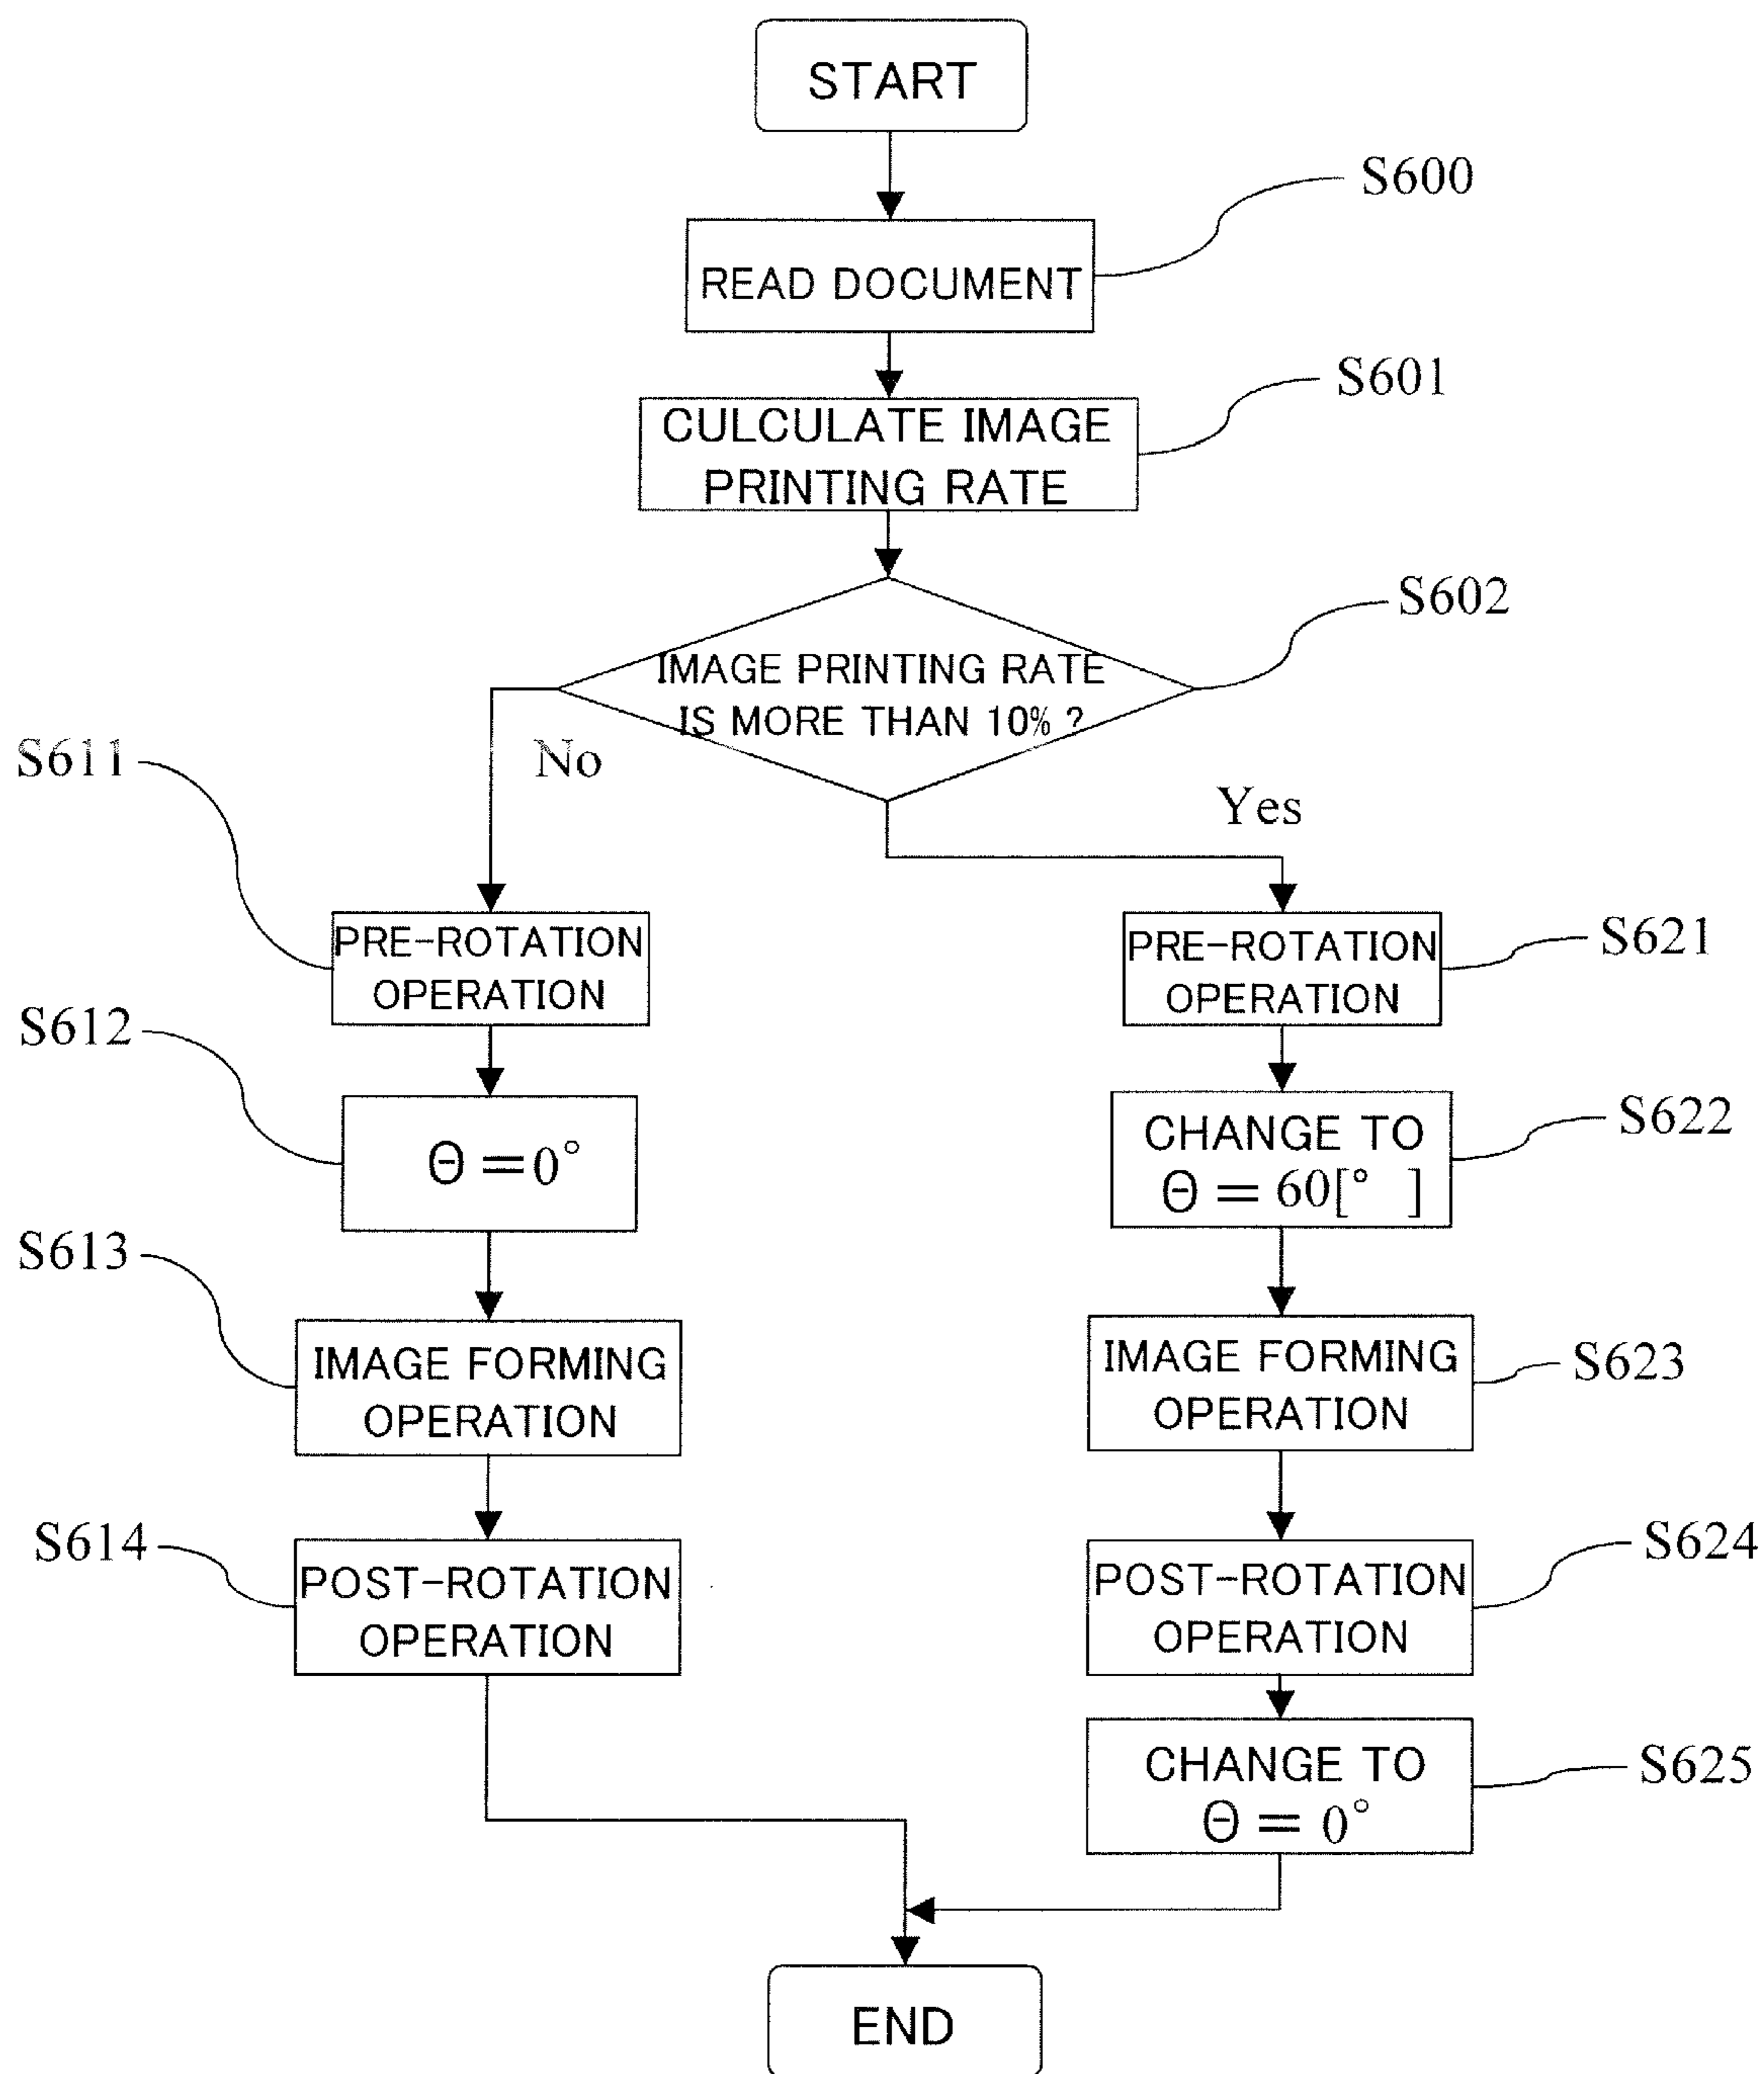 START
S600
READ DOCUMENT
S601
CULCULATE IMAGE
PRINTING RATE
S602
IMAGE PRINTING RATE
IS MORE THAN 10% ?
No
Yes
S611
PRE-ROTATION
OPERATION
S612
Θ=0°
S613
IMAGE FORMING
OPERATION
S614
POST-ROTATION
OPERATION
S621
PRE-ROTATION
OPERATION
S622
CHANGE TO
Θ = 60[° ]
S623
IMAGE FORMING
OPERATION
S624
POST-ROTATION
OPERATION
S625
CHANGE TO
Θ = 0°
END